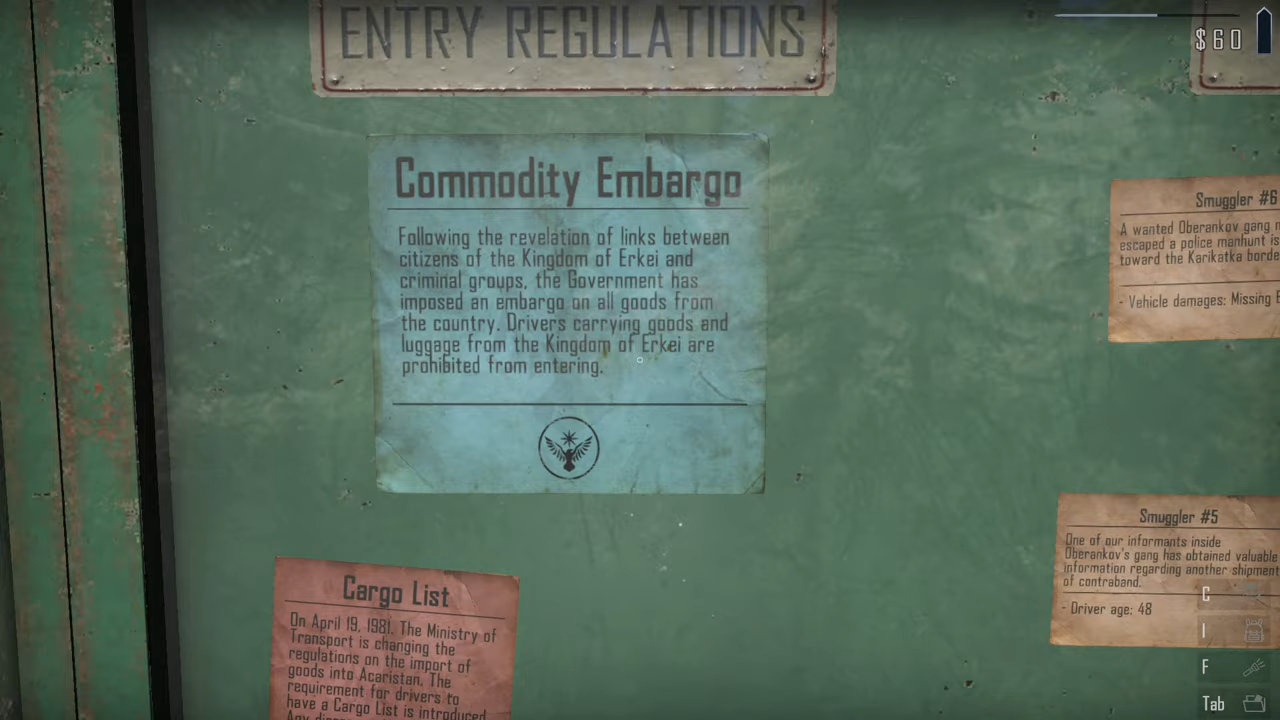 ENTRY REGULATIONS
$60
Commodity Embargo
Following the revelation of links between
citizens of the Kingdom of Erkei and
criminal groups, the Government has
imposed an embargo on all goods from
the country. Drivers carrying goods and
luggage from the Kingdom of Erkei are
prohibited from entering.
Smuggler #6
A wanted Oberankov gang
escaped a police manhunt is
toward the Karikatka borde
- Vehicle damages: Missing
Smuggler #5
One of our informants inside
Oberankov's gang has obtained valuable
information regarding another shipment
of contraband.
- Driver age: 48
Cargo List
On April 19, 1981, The Ministry of
Transport is changing the
regulations on the import of
goods into Acaristan. The
requirement for drivers to
have a Cargo List is introduced
C
I
F
Tab